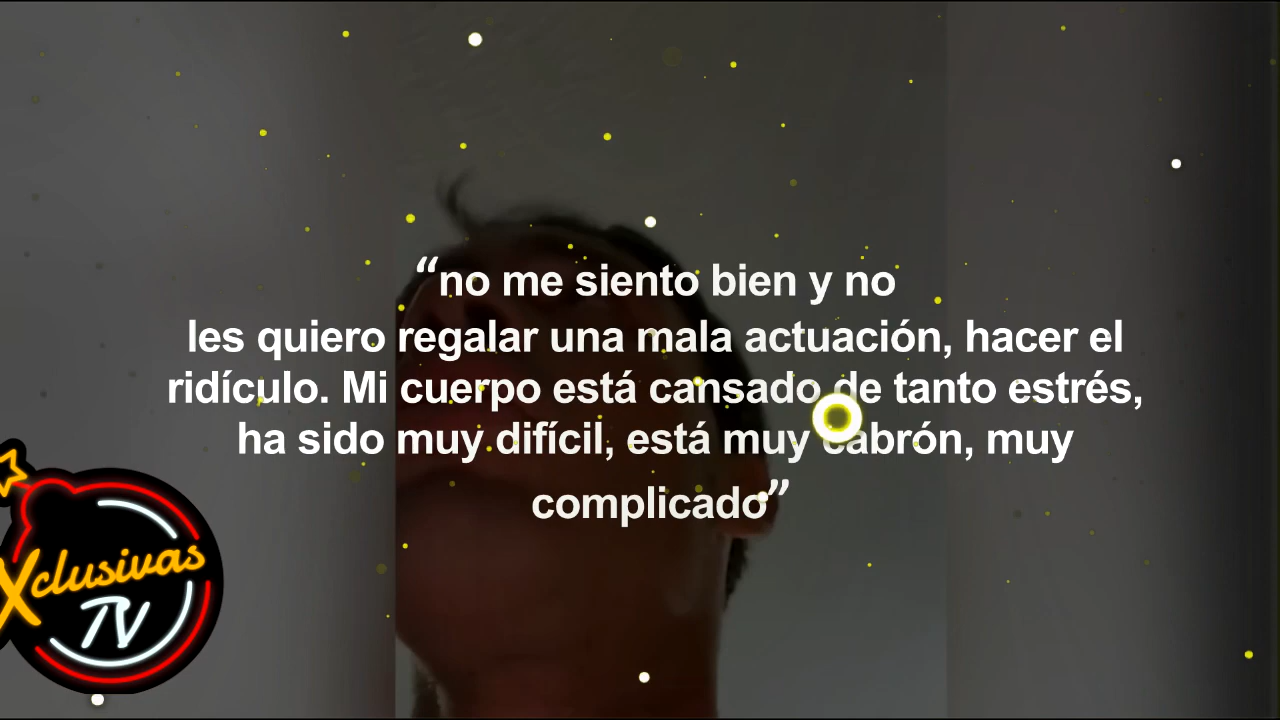 “no me siento bien y no
les quiero regalar una mala actuación, hacer el
ridículo. Mi cuerpo está cansado de tanto estrés,
ha sido muy difícil, está muy cabrón, muy
complicado”
Xclusivas
TV